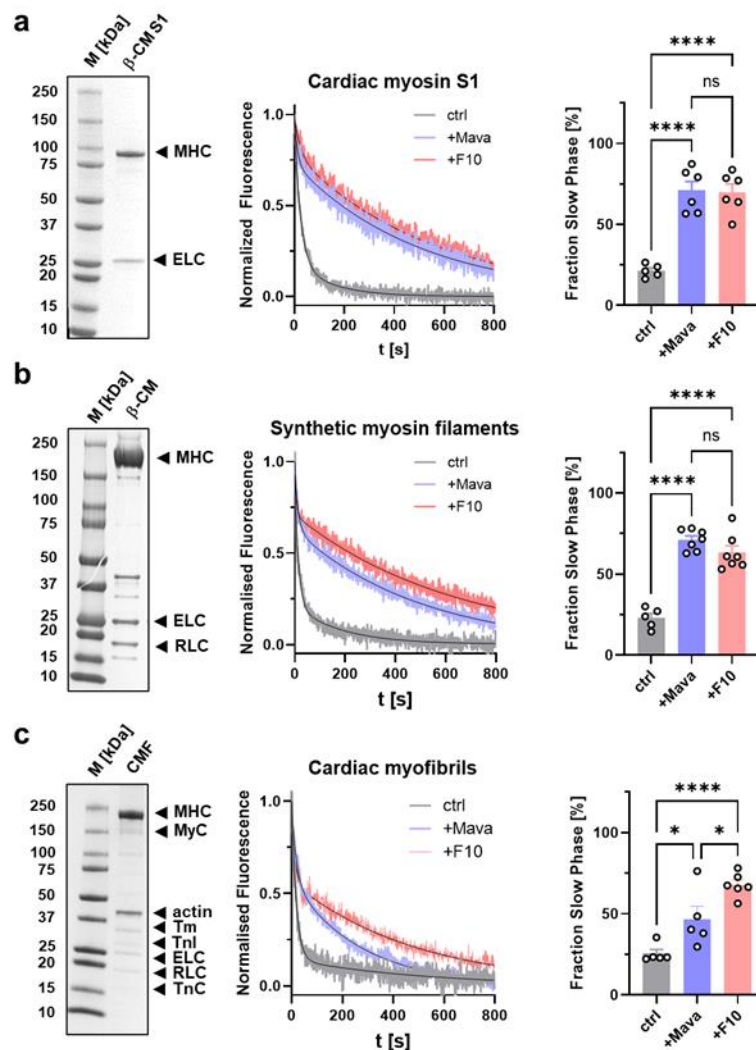 a
M [kDa]
β-CM S1
250
150
100
75
50
37
25
20
15
10
MHC
ELC
Cardiac myosin S1
Normalized Fluorescence
1.0
0.5
0.0
ctrl
+Mava
+F10
0
200
400
600
800
t [s]
Fraction Slow Phase [%]
100
50
0
****
****
ns
ctrl
+Mava
+F10
b
M [kDa]
β-CM
250
150
100
75
50
37
25
20
15
10
MHC
ELC
RLC
Synthetic myosin filaments
Normalised Fluorescence
1.0
0.5
0.0
ctrl
+Mava
+F10
0
200
400
600
800
t [s]
Fraction Slow Phase [%]
100
50
0
****
****
ns
ctrl
+Mava
+F10
c
M [kDa]
CMF
250
150
100
75
50
37
25
20
15
10
MHC
MyC
actin
Tm
TnI
ELC
RLC
TnC
Cardiac myofibrils
Normalised Fluorescence
1.0
0.5
0.0
ctrl
+Mava
+F10
0
200
400
600
800
t [s]
Fraction Slow Phase [%]
100
50
0
****
*
*
ctrl
+Mava
+F10